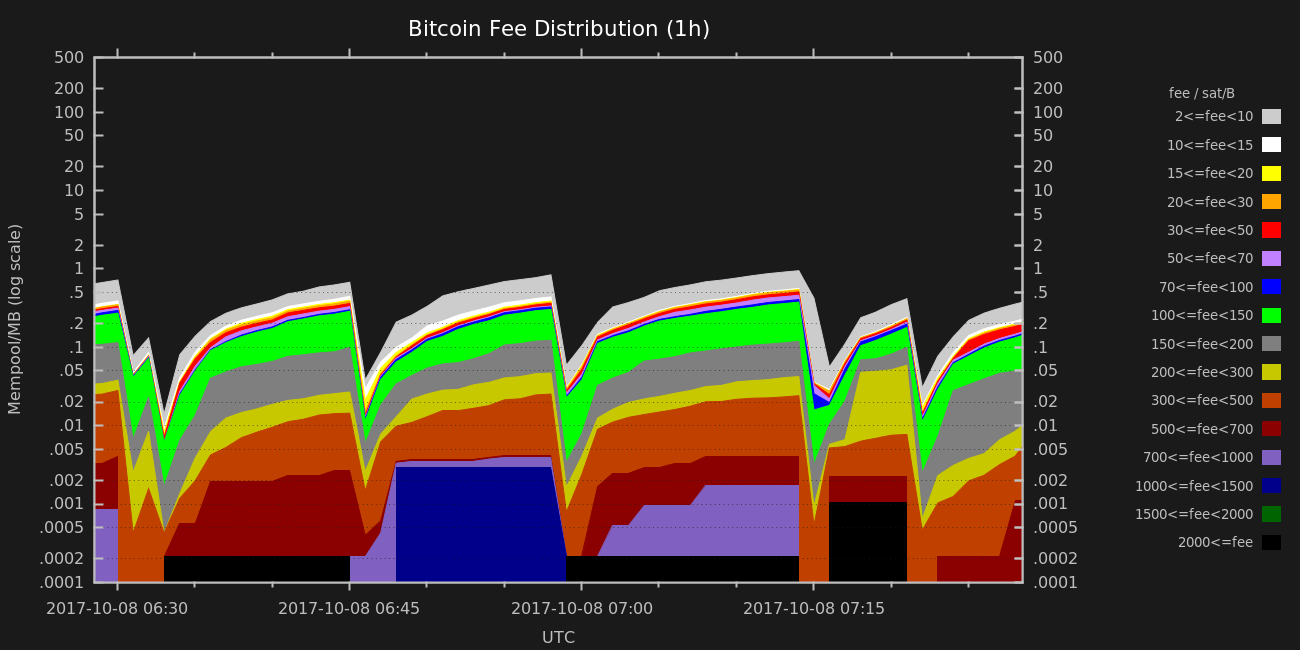 Bitcoin Fee Distribution (1h)
Mempool/MB (log scale)
500
200
100
50
20
10
5
2
1
.5
.2
.1
.05
.02
.01
.005
.002
.001
.0005
.0002
.0001
500
200
100
50
20
10
5
2
1
.5
.2
.1
.05
.02
.01
.005
.002
.001
.0005
.0002
.0001
2017-10-08 06:30 2017-10-08 06:45 2017-10-08 07:00 2017-10-08 07:15
UTC
fee / sat/B
2<=fee<10
10<=fee<15
15<=fee<20
20<=fee<30
30<=fee<50
50<=fee<70
70<=fee<100
100<=fee<150
150<=fee<200
200<=fee<300
300<=fee<500
500<=fee<700
700<=fee<1000
1000<=fee<1500
1500<=fee<2000
2000<=fee